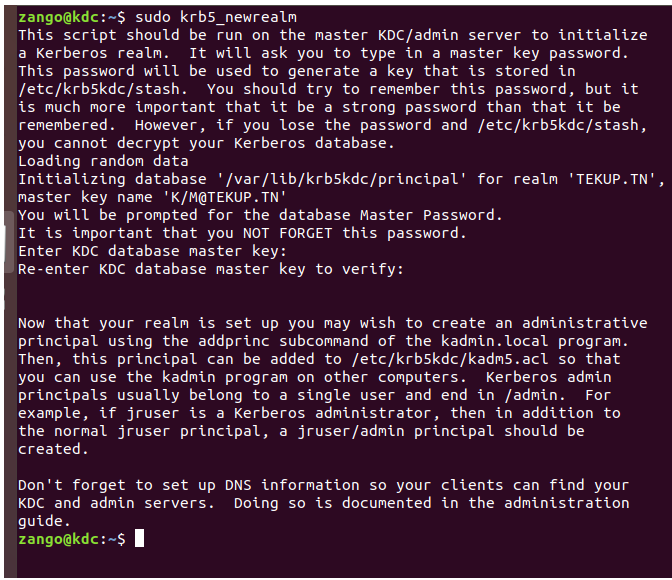 zango@kdc:~$ sudo krb5_newrealm
This script should be run on the master KDC/admin server to initialize
a Kerberos realm.  It will ask you to type in a master key password.
This password will be used to generate a key that is stored in
/etc/krb5kdc/stash.  You should try to remember this password, but it
is much more important that it be a strong password than that it be
remembered.  However, if you lose the password and /etc/krb5kdc/stash,
you cannot decrypt your Kerberos database.
Loading random data
Initializing database '/var/lib/krb5kdc/principal' for realm 'TEKUP.TN',
master key name 'K/M@TEKUP.TN'
You will be prompted for the database Master Password.
It is important that you NOT FORGET this password.
Enter KDC database master key:
Re-enter KDC database master key to verify:
Now that your realm is set up you may wish to create an administrative
principal using the addprinc subcommand of the kadmin.local program.
Then, this principal can be added to /etc/krb5kdc/kadm5.acl so that
you can use the kadmin program on other computers.  Kerberos admin
principals usually belong to a single user and end in /admin.  For
example, if jruser is a Kerberos administrator, then in addition to
the normal jruser principal, a jruser/admin principal should be
created.
Don't forget to set up DNS information so your clients can find your
KDC and admin servers.  Doing so is documented in the administration
guide.
zango@kdc:~$